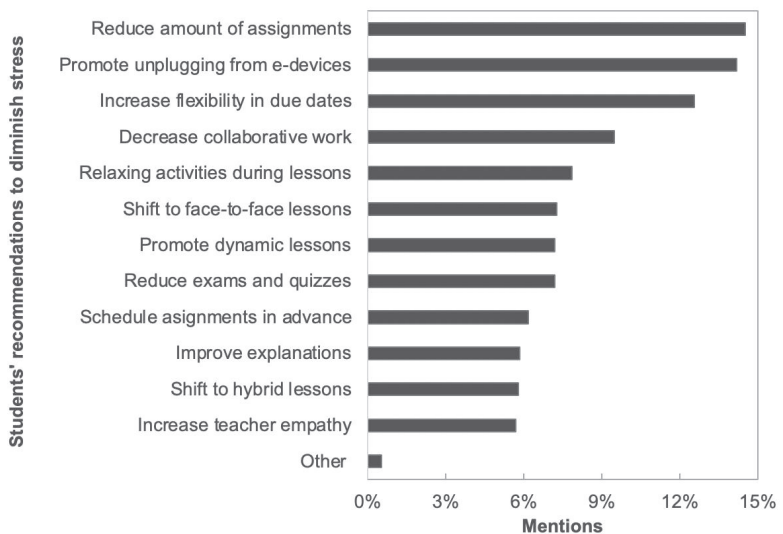 Students' recommendations to diminish stress
Reduce amount of assignments
Promote unplugging from e-devices
Increase flexibility in due dates
Decrease collaborative work
Relaxing activities during lessons
Shift to face-to-face lessons
Promote dynamic lessons
Reduce exams and quizzes
Schedule asignments in advance
Improve explanations
Shift to hybrid lessons
Increase teacher empathy
Other
0% 3% 6% 9% 12% 15%
Mentions